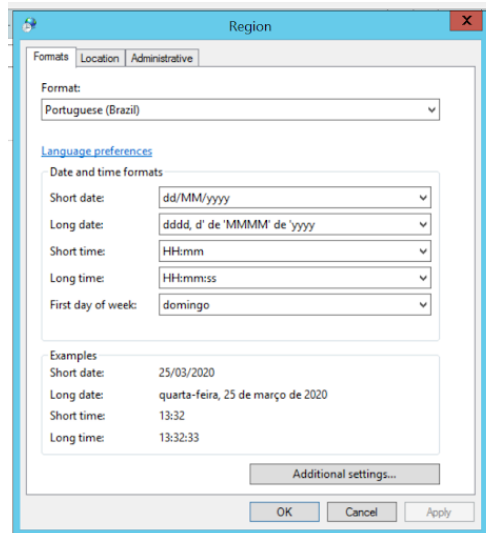 Region
x
Formats Location Administrative
Format:
Portuguese (Brazil)
Language preferences
Date and time formats
Short date: dd/MM/yyyy
Long date: dddd, d' de 'MMMM' de 'yyyy
Short time: HH:mm
Long time: HH:mm:ss
First day of week: domingo
Examples
Short date: 25/03/2020
Long date: quarta-feira, 25 de março de 2020
Short time: 13:32
Long time: 13:32:33
Additional settings...
OK Cancel Apply